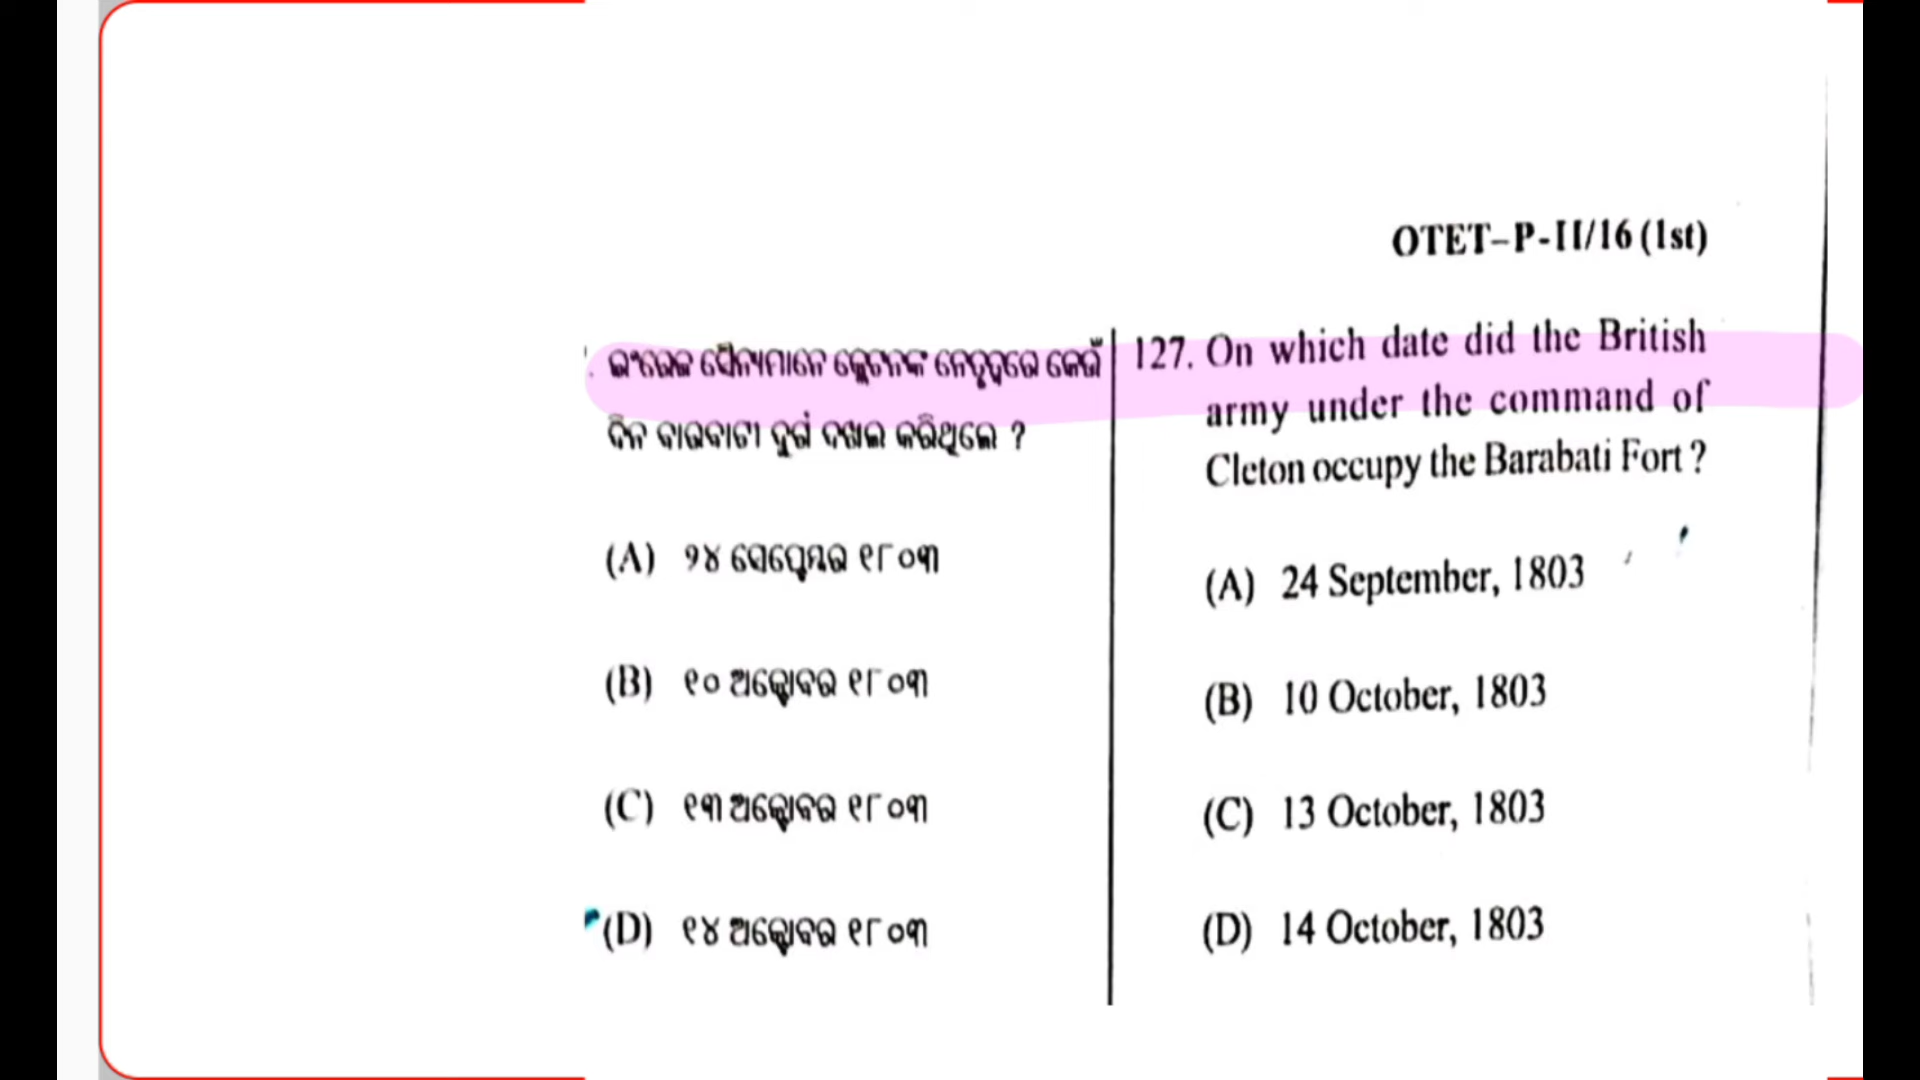 OTET–P-II/16 (1st)
ଇଂରେଜ ସୈନ୍ୟମାନେ କ୍ଲେଟନଙ୍କ ନେତୃତ୍ୱରେ କେଉଁ
ଦିନ ବାରବାଟୀ ଦୁର୍ଗ ଦଖଲ କରିଥିଲେ ?
(A) ୨୪ ସେପ୍ଟେମ୍ବର ୧୮୦୩
(B) ୧୦ ଅକ୍ଟୋବର ୧୮୦୩
(C) ୧୩ ଅକ୍ଟୋବର ୧୮୦୩
(D) ୧୪ ଅକ୍ଟୋବର ୧୮୦୩
127. On which date did the British
army under the command of
Cleton occupy the Barabati Fort ?
(A) 24 September, 1803
(B) 10 October, 1803
(C) 13 October, 1803
(D) 14 October, 1803